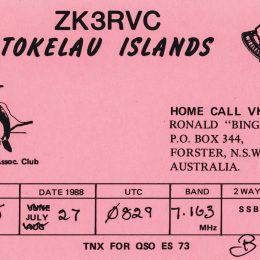 ZK3RVC
TOKELAU ISLANDS
HOME CALL VK
RONALD "BING
P.O. BOX 344,
FORSTER, N.S.W
AUSTRALIA.
Assoc. Club
DATE 1988 UTC BAND 2 WAY
JULY 27 0829 7.163 MHz SSB
TNX FOR QSO ES 73
B